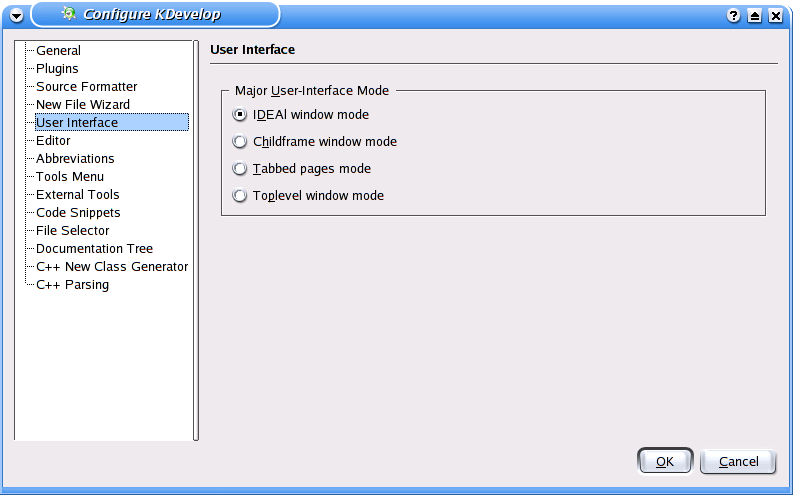 Configure KDevelop
?
General
Plugins
Source Formatter
New File Wizard
User Interface
Editor
Abbreviations
Tools Menu
External Tools
Code Snippets
File Selector
Documentation Tree
C++ New Class Generator
C++ Parsing
User Interface
Major User-Interface Mode
IDEAl window mode
Childframe window mode
Tabbed pages mode
Toplevel window mode
OK
Cancel